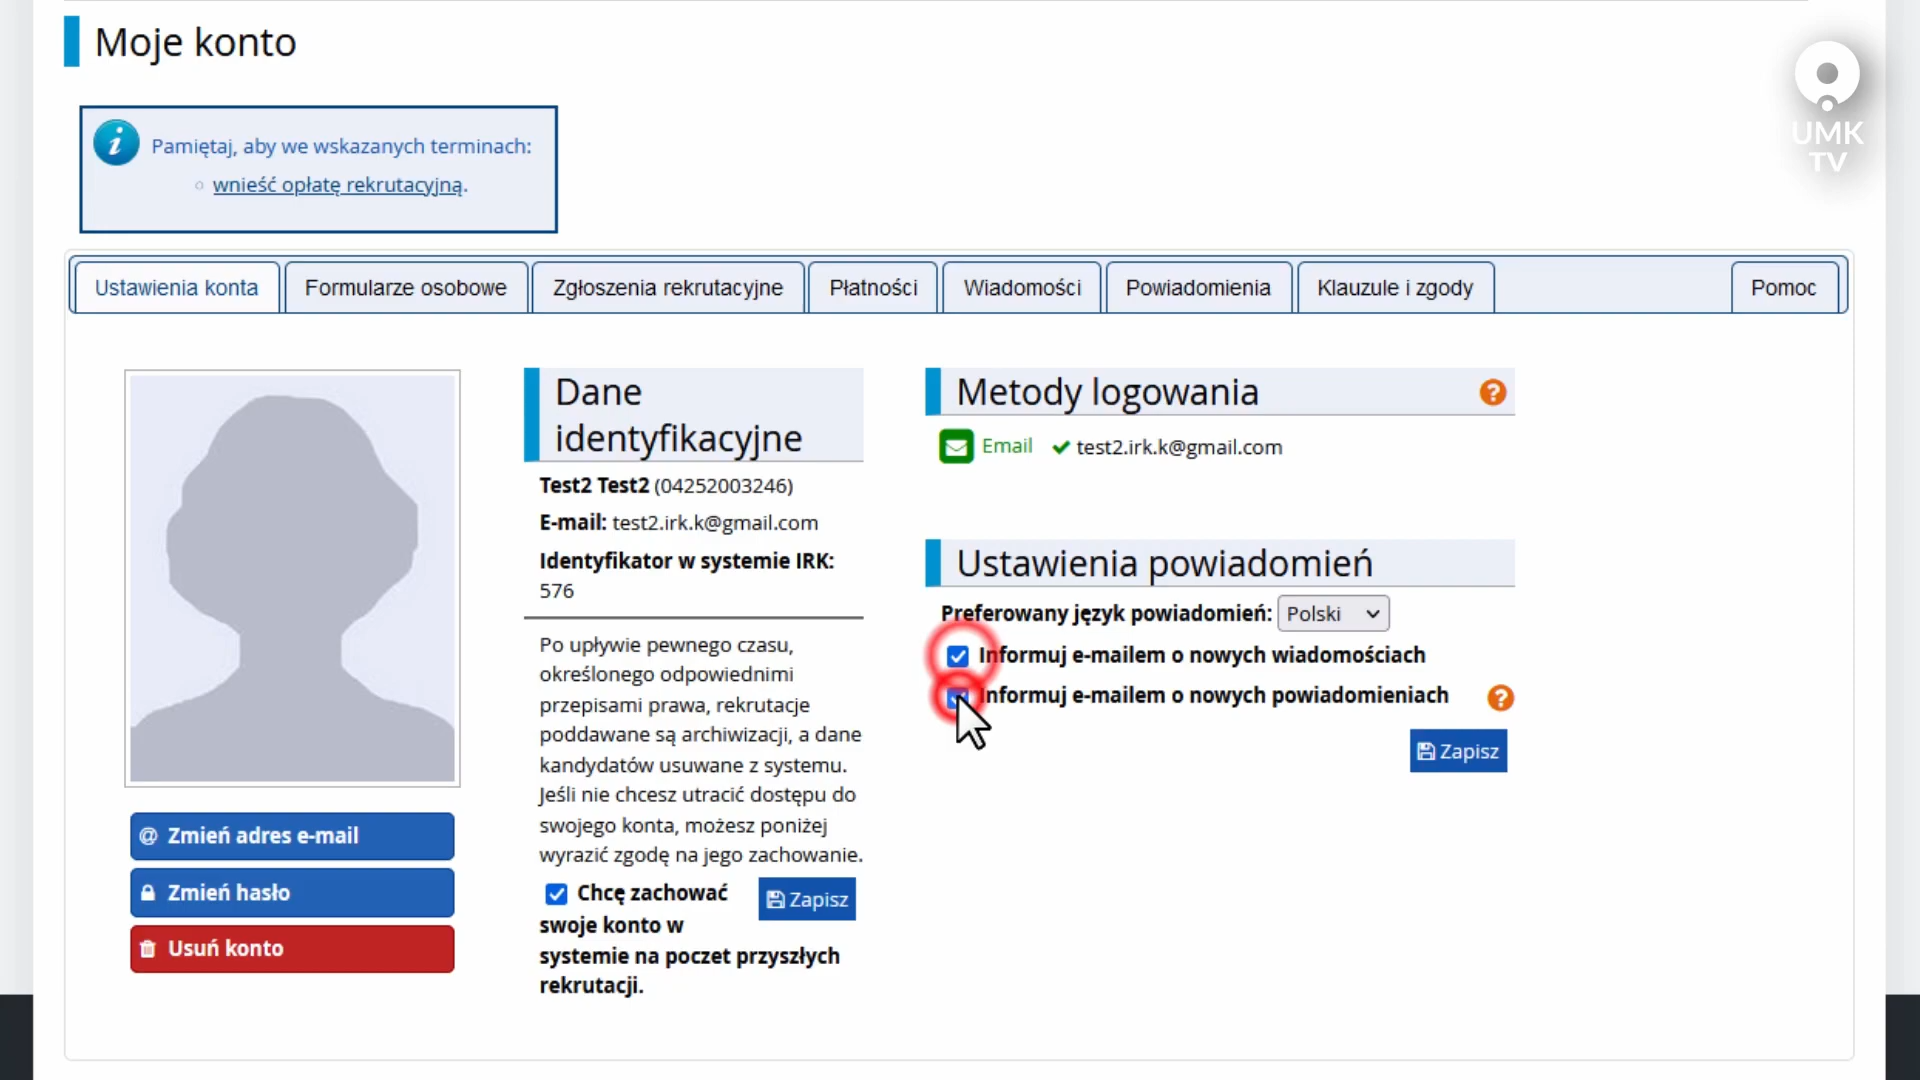 Moje konto
UMK
TV
Pamiętaj, aby we wskazanych terminach:
wnieść opłatę rekrutacyjną.
Ustawienia konta
Formularze osobowe
Zgłoszenia rekrutacyjne
Płatności
Wiadomości
Powiadomienia
Klauzule i zgody
Pomoc
Zmień adres e-mail
Zmień hasło
Usuń konto
Dane
identyfikacyjne
Test2 Test2 (04252003246)
E-mail: test2.irk.k@gmail.com
Identyfikator w systemie IRK:
576
Po upływie pewnego czasu,
określonego odpowiednimi
przepisami prawa, rekrutacje
poddawane są archiwizacji, a dane
kandydatów usuwane z systemu.
Jeśli nie chcesz utracić dostępu do
swojego konta, możesz poniżej
wyrazić zgodę na jego zachowanie.
Chcę zachować
swoje konto w
systemie na poczet przyszłych
rekrutacji.
Zapisz
Metody logowania
Email test2.irk.k@gmail.com
Ustawienia powiadomień
Preferowany język powiadomień: Polski
Informuj e-mailem o nowych wiadomościach
Informuj e-mailem o nowych powiadomieniach
Zapisz